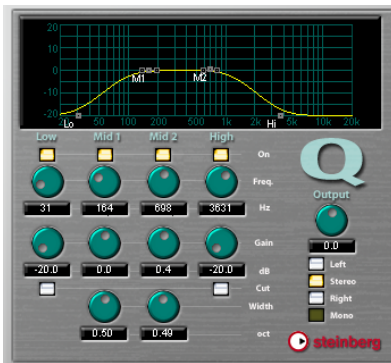 20
10
0
-10
-20
M1 M2
Lo Hi
20 50 100 200 500 1k 2k 5k 10k 20k
Low Mid 1 Mid 2 High
On
Freq.
31 164 698 3631 Hz
Gain
-20.0 0.0 0.4 -20.0 dB
Cut
Width
0.50 0.49 oct
Q
Output
0.0
Left
Stereo
Right
Mono
steinberg